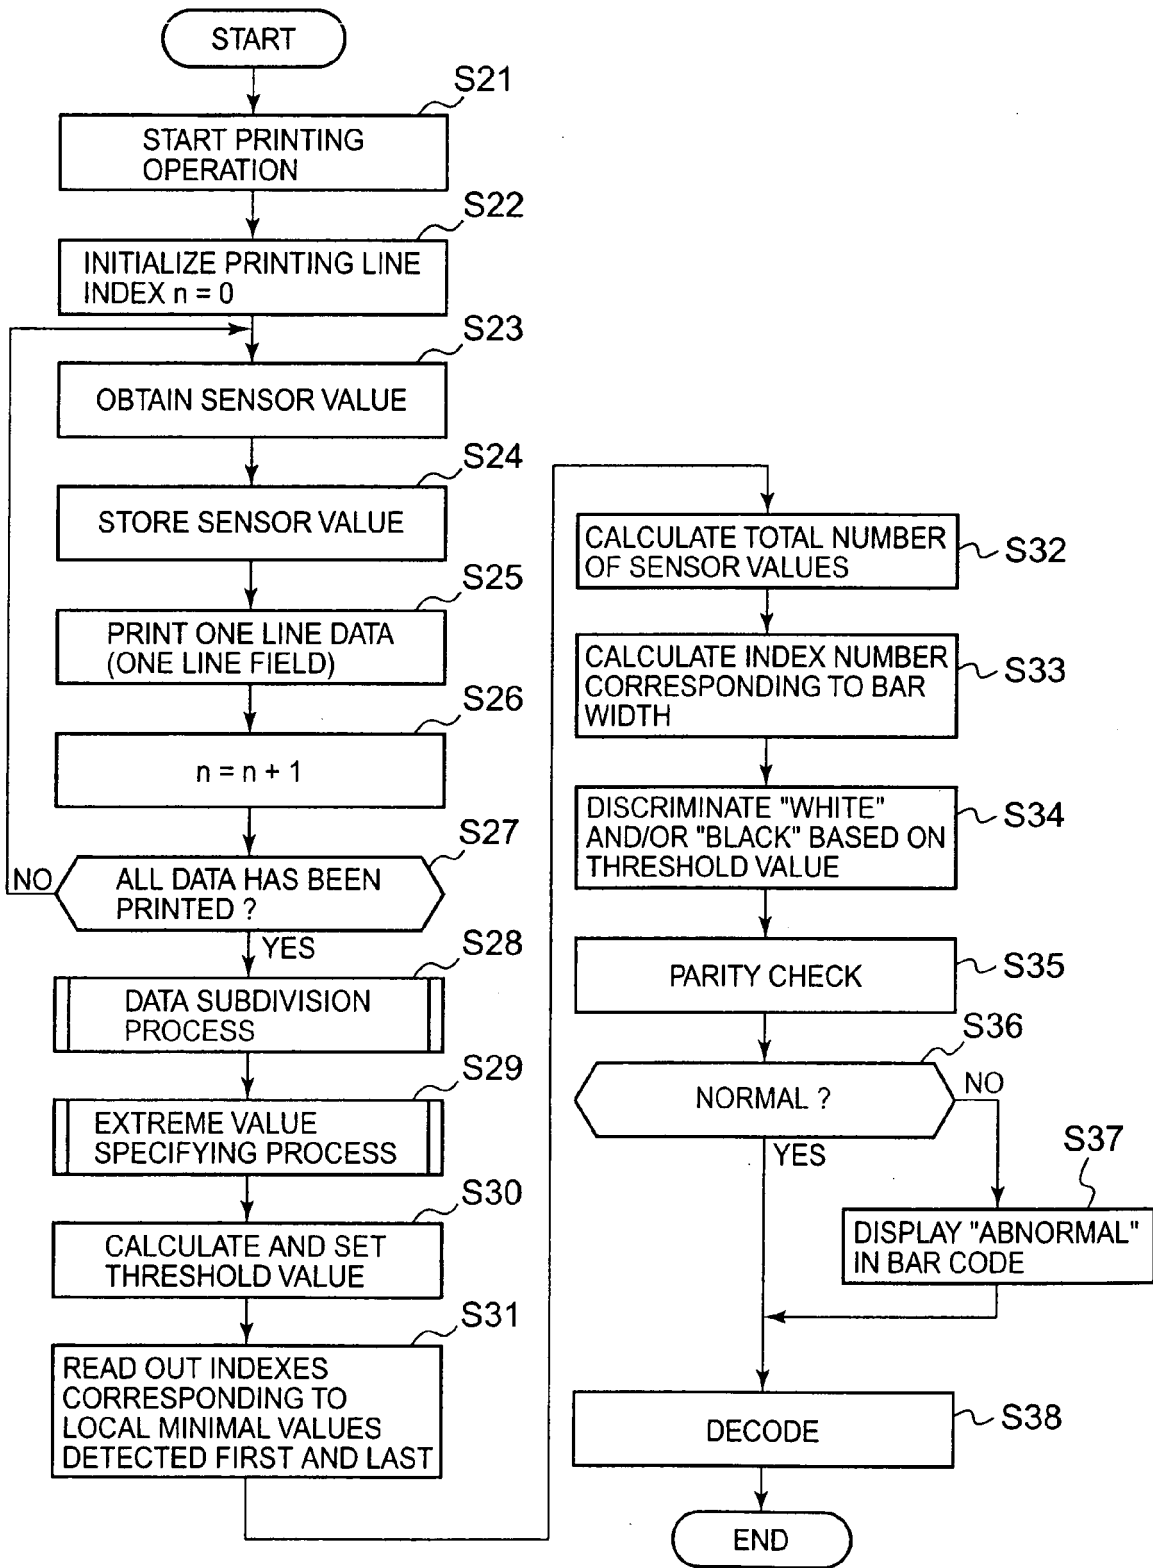 START
S21
START PRINTING
OPERATION
S22
INITIALIZE PRINTING LINE
INDEX n = 0
S23
OBTAIN SENSOR VALUE
S24
STORE SENSOR VALUE
S25
PRINT ONE LINE DATA
(ONE LINE FIELD)
S26
n = n + 1
S27
NO
ALL DATA HAS BEEN
PRINTED ?
YES
S28
DATA SUBDIVISION
PROCESS
S29
EXTREME VALUE
SPECIFYING PROCESS
S30
CALCULATE AND SET
THRESHOLD VALUE
S31
READ OUT INDEXES
CORRESPONDING TO
LOCAL MINIMAL VALUES
DETECTED FIRST AND LAST
CALCULATE TOTAL NUMBER
OF SENSOR VALUES
S32
CALCULATE INDEX NUMBER
CORRESPONDING TO BAR
WIDTH
S33
DISCRIMINATE "WHITE"
AND/OR "BLACK" BASED ON
THRESHOLD VALUE
S34
PARITY CHECK
S35
S36
NORMAL ?
NO
YES
S37
DISPLAY "ABNORMAL"
IN BAR CODE
DECODE
S38
END